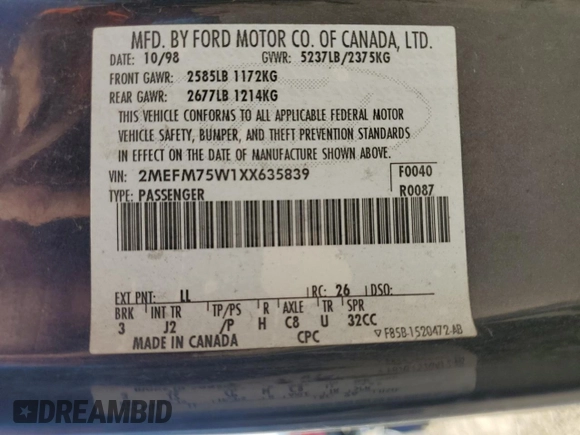 MFD. BY FORD MOTOR CO. OF CANADA, LTD.
DATE: 10/98 GVWR: 5237LB/2375KG
FRONT GAWR: 2585LB 1172KG
REAR GAWR: 2677LB 1214KG
THIS VEHICLE CONFORMS TO ALL APPLICABLE FEDERAL MOTOR
VEHICLE SAFETY, BUMPER, AND THEFT PREVENTION STANDARDS
IN EFFECT ON THE DATE OF MANUFACTURE SHOWN ABOVE.
VIN: 2MEFM75W1XX635839 F0040
TYPE: PASSENGER R0087
EXT PNT: LL RC: 26 DSO:
BRK INT TR TP/PS R AXLE TR SPR
3 J2 /P H C8 U 32CC
MADE IN CANADA CPC
F85B-1520472-AB
DREAMBID